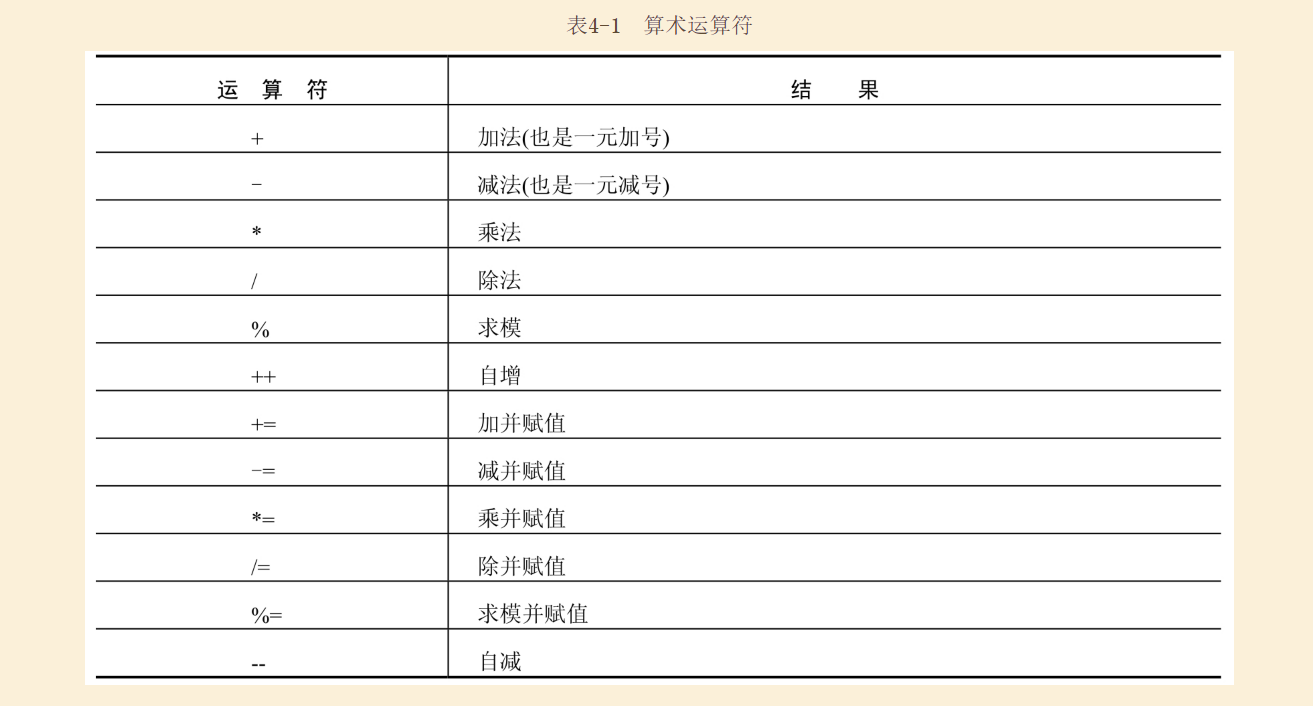 表4-1 算术运算符
运 算 符 结 果
+ 加法(也是一元加号)
- 减法(也是一元减号)
* 乘法
/ 除法
% 求模
++ 自增
+= 加并赋值
-= 减并赋值
*= 乘并赋值
/= 除并赋值
%= 求模并赋值
-- 自减